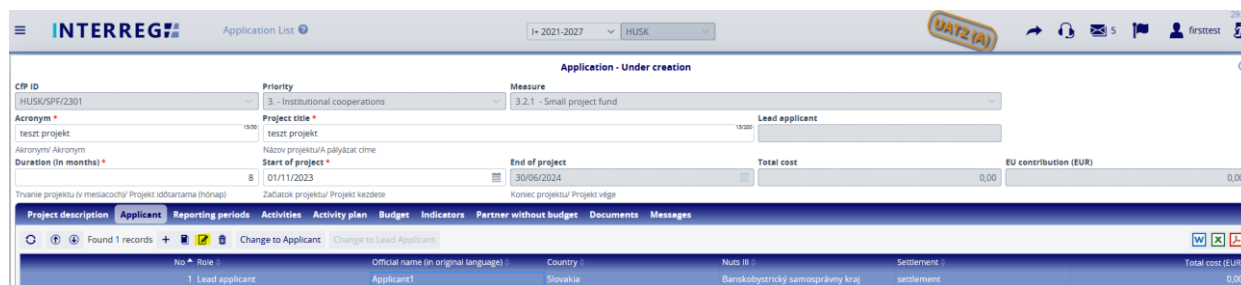 29
INTERREG
Application List
I+ 2021-2027
HUSK
UAT2 (A)
5
firsttest
Application - Under creation
CfP ID
Priority
Measure
HUSK/SPF/2301
3. - Institutional cooperations
3.2.1 - Small project fund
Acronym *
Project title *
Lead applicant
teszt projekt
13/50
teszt projekt
13/200
Akronym/ Akronym
Názov projektu/A pályázat címe
Duration (in months) *
Start of project *
End of project
Total cost
EU contribution (EUR)
8
01/11/2023
30/06/2024
0,00
0,00
Trvanie projektu (v mesiacoch)/ Projekt időtartama (hónap)
Začiatok projektu/ Projekt kezdete
Koniec projektu/ Projekt vége
Project description Applicant Reporting periods Activities Activity plan Budget Indicators Partner without budget Documents Messages
Found 1 records
Change to Applicant
Change to Lead Applicant
W X
No Role Official name (in original language) Country Nuts III Settlement Total cost (EUR
1 Lead applicant Applicant1 Slovakia Banskobystrický samosprávny kraj settlement 0,00